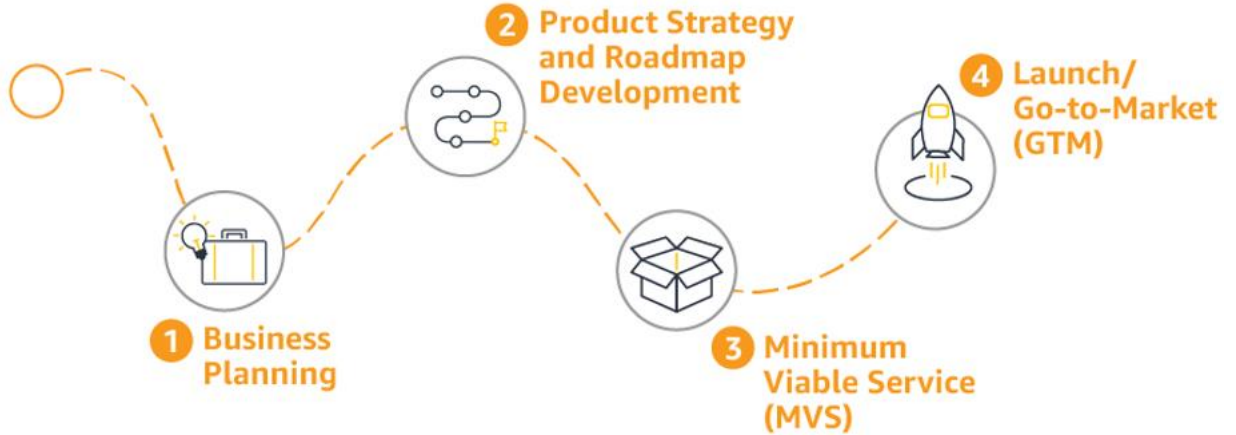 1 Business
Planning
2 Product Strategy
and Roadmap
Development
3 Minimum
Viable Service
(MVS)
4 Launch/
Go-to-Market
(GTM)